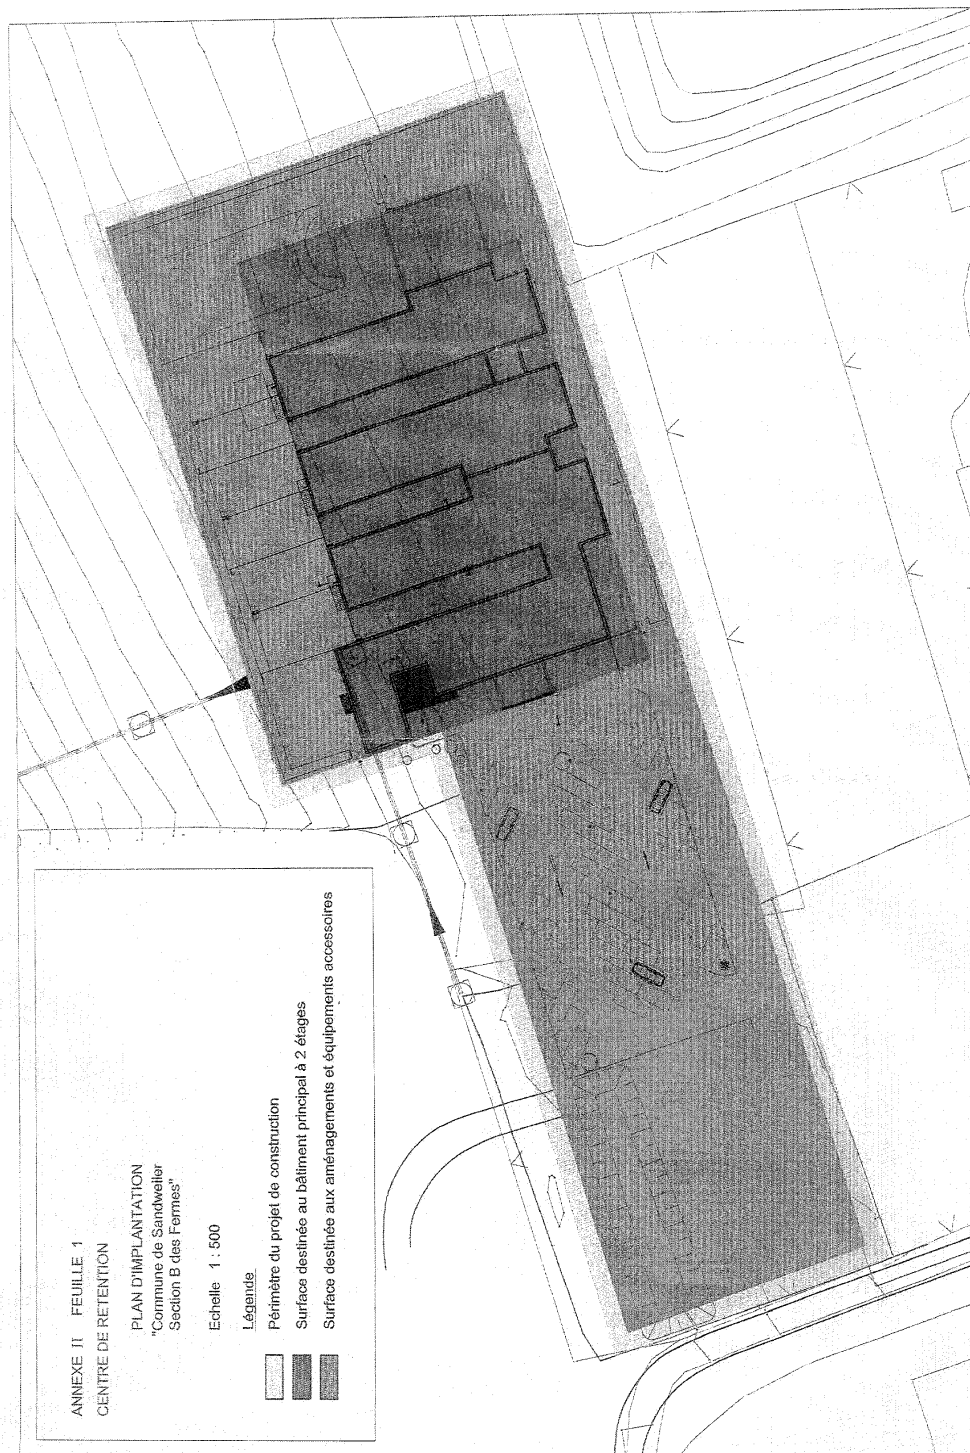 ANNEXE II FEUILLE 1
CENTRE DE RETENTION
PLAN D'IMPLANTATION
"Commune de Sandweiler
Section B des Fermes"
Echelle 1 : 500
Légende
Périmètre du projet de construction
Surface destinée au bâtiment principal à 2 étages
Surface destinée aux aménagements et équipements accessoires